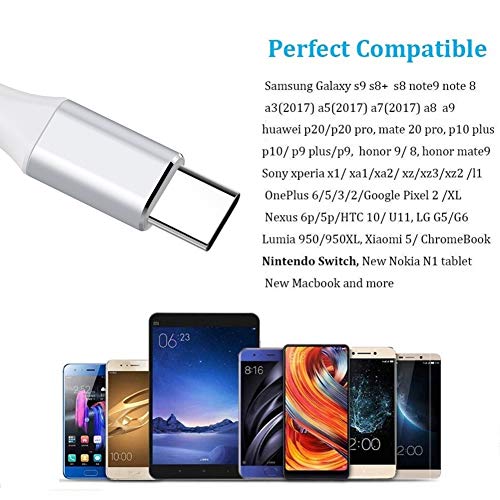 Perfect Compatible
Samsung Galaxy s9 s8+ s8 note9 note 8
a3(2017) a5(2017) a7(2017) a8 a9
huawei p20/p20 pro, mate 20 pro, p10 plus
p10/ p9 plus/p9, honor 9/ 8, honor mate9
Sony xperia x1/ xa1/xa2/ xz/xz3/xz2 /l1
OnePlus 6/5/3/2/Google Pixel 2 /XL
Nexus 6p/5p/HTC 10/ U11, LG G5/G6
Lumia 950/950XL, Xiaomi 5/ ChromeBook
Nintendo Switch, New Nokia N1 tablet
New Macbook and more
06:23
8:16